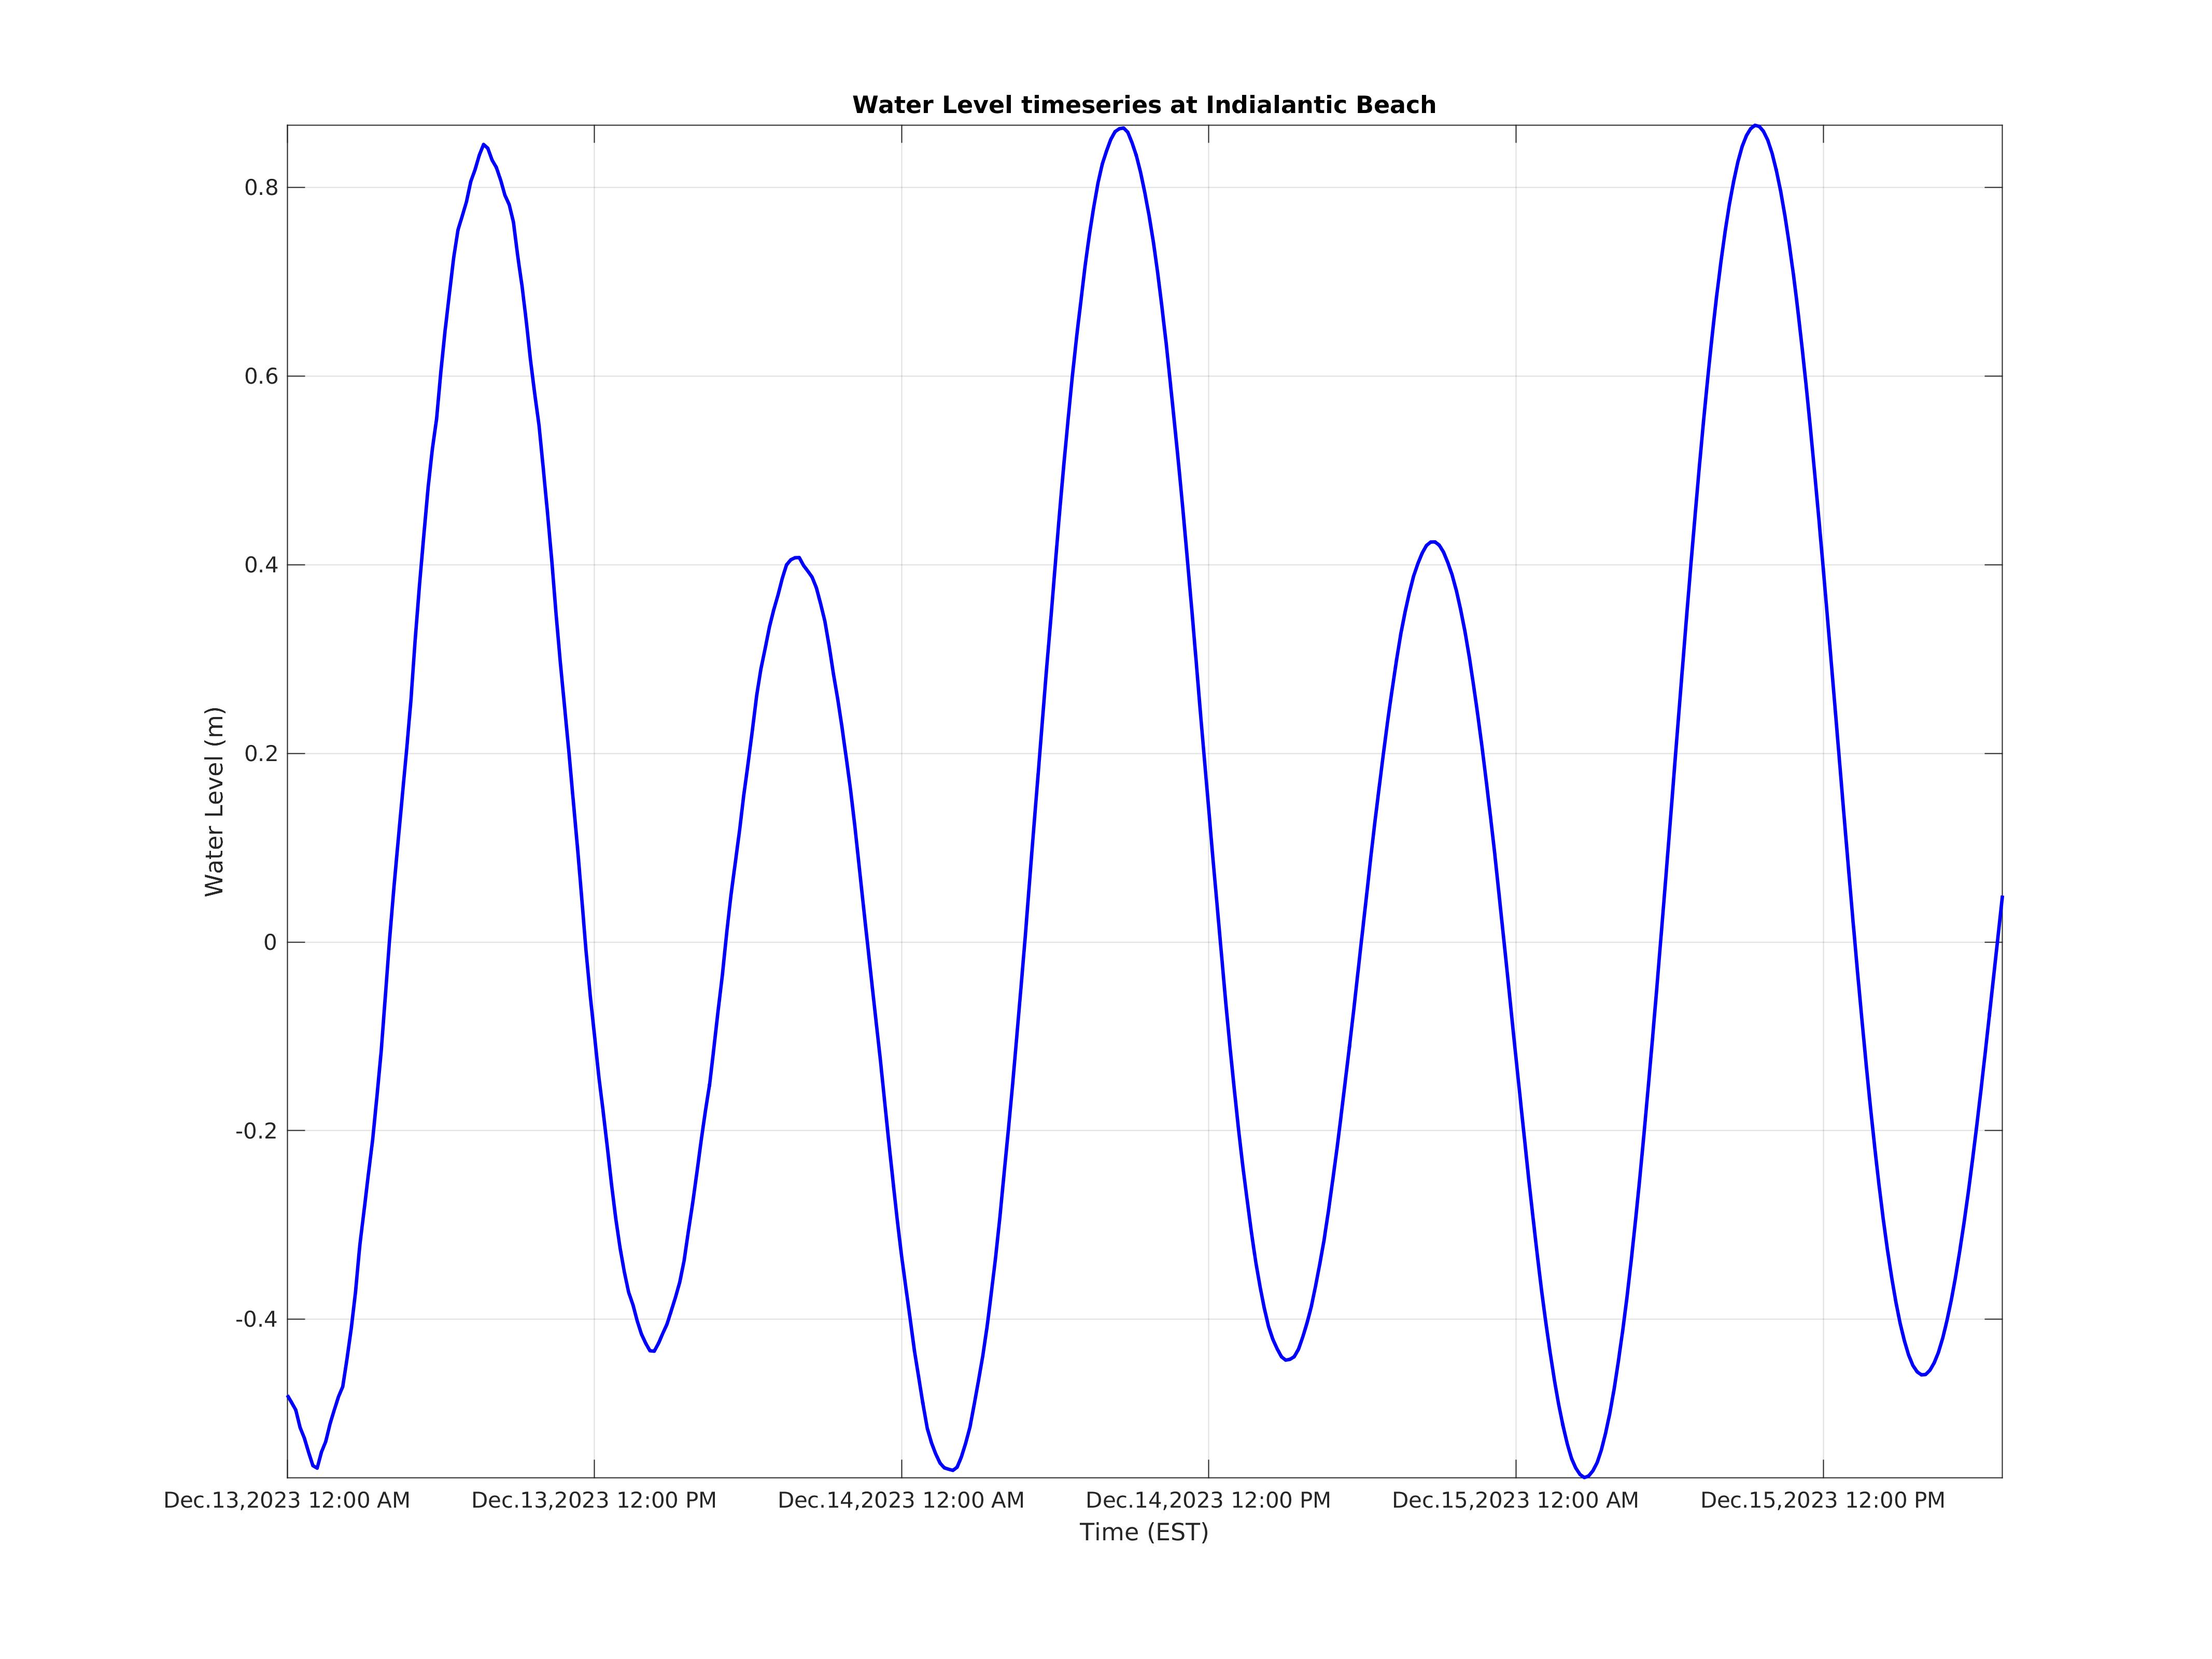 Water Level timeseries at Indialantic Beach
0.8
0.6
0.4
0.2
0
-0.2
-0.4
Water Level (m)
Dec.13,2023 12:00 AM Dec.13,2023 12:00 PM Dec.14,2023 12:00 AM Dec.14,2023 12:00 PM Dec.15,2023 12:00 AM Dec.15,2023 12:00 PM
Time (EST)